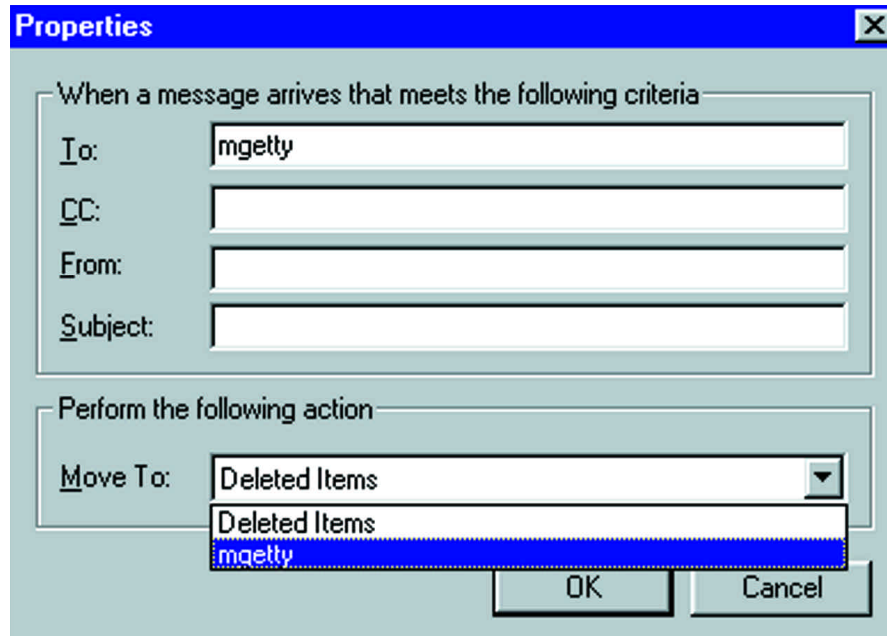 Properties
When a message arrives that meets the following criteria
To: mgetty
CC:
From:
Subject:
Perform the following action
Move To: Deleted Items
Deleted Items
mgetty
OK Cancel